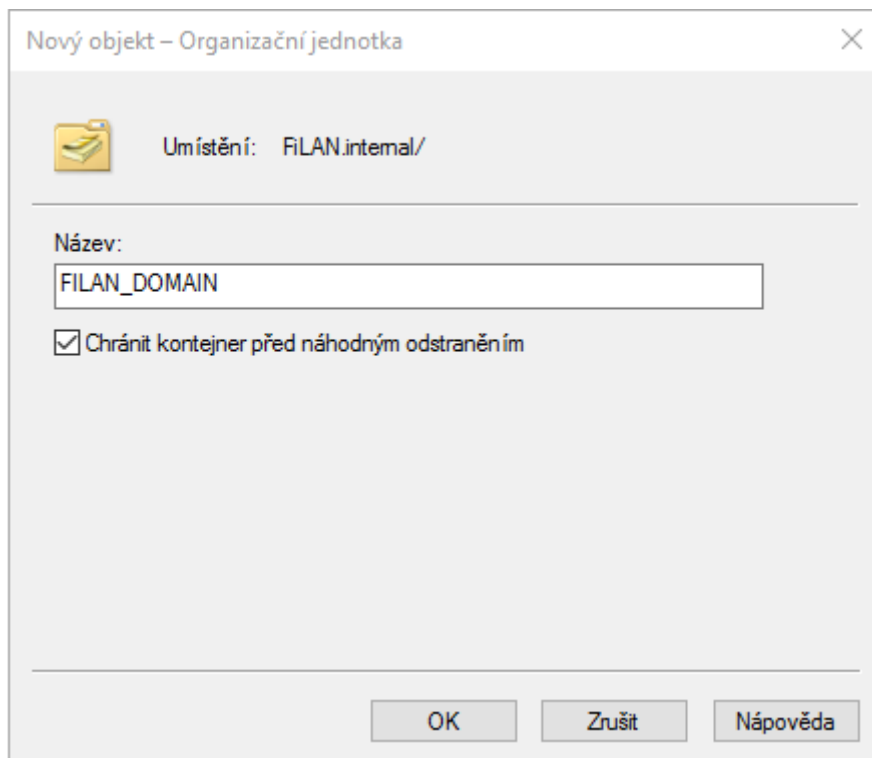 Nový objekt – Organizační jednotka
Umístění: FiLAN.internal/
Název:
FILAN_DOMAIN
Chránit kontejner před náhodným odstraněním
OK Zrušit Nápověda